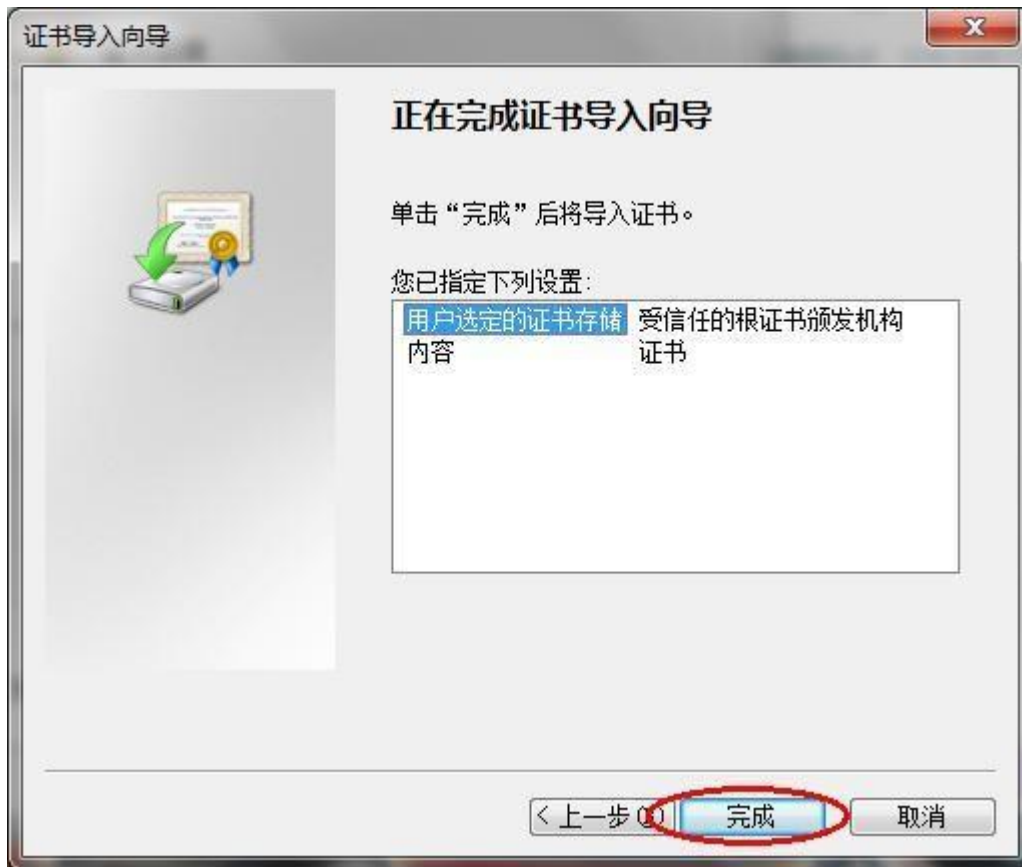 证书导入向导
正在完成证书导入向导
单击“完成”后将导入证书。
您已指定下列设置:
用户选定的证书存储 受信任的根证书颁发机构
内容 证书
< 上一步
完成
取消